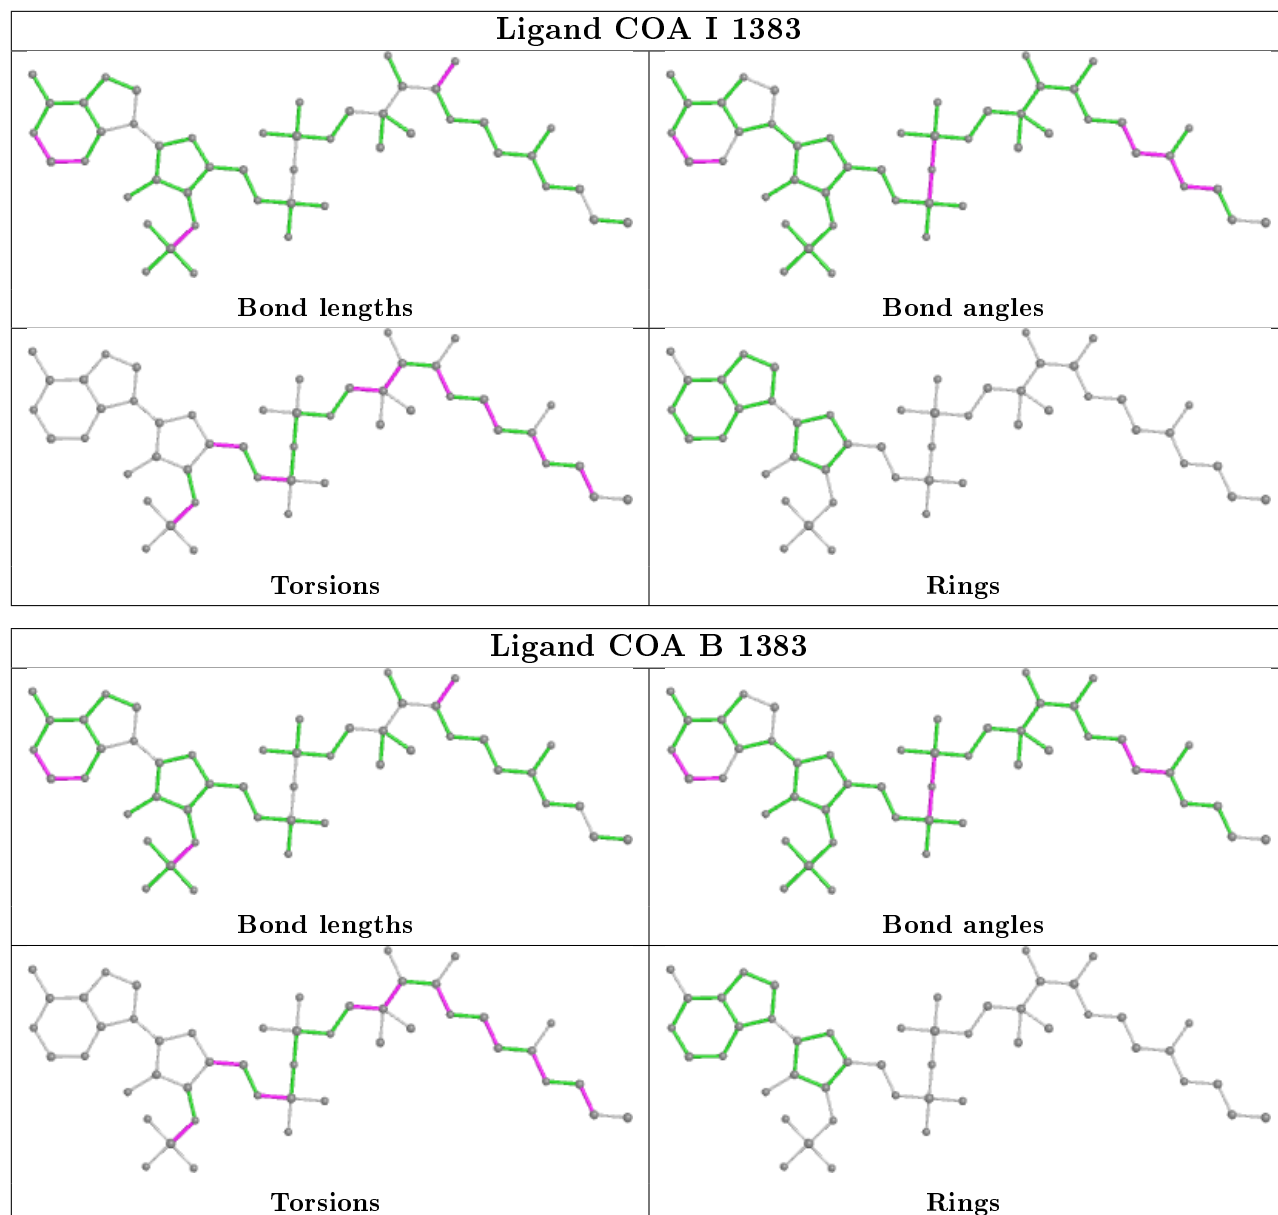 Ligand COA I 1383
Bond lengths
Bond angles
Torsions
Rings
Ligand COA B 1383
Bond lengths
Bond angles
Torsions
Rings